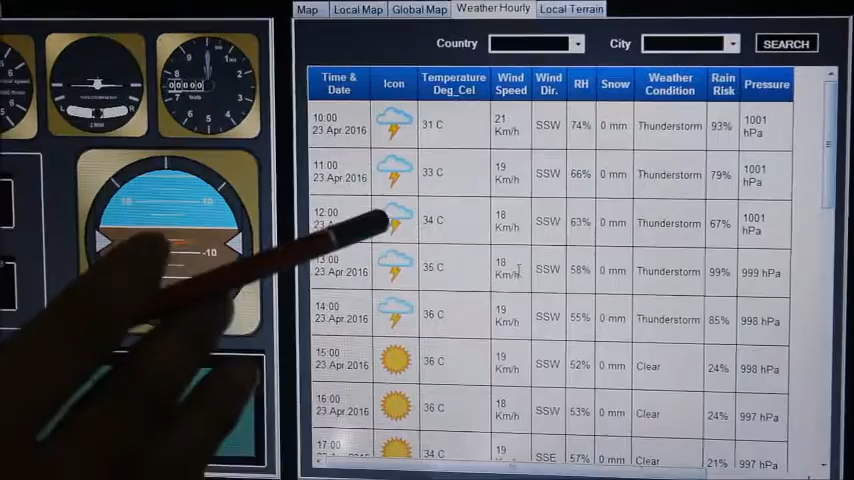 Map Local Map Global Map Weather Hourly Local Terrain
Country City SEARCH
Time & Date Icon Temperature Deg_Cel Wind Speed Wind Dir. RH Snow Weather Condition Rain Risk Pressure
10:00 23 Apr.2016 31 C 21 Km/h SSW 74% 0 mm Thunderstorm 93% 1001 hPa
11:00 23 Apr.2016 33 C 19 Km/h SSW 66% 0 mm Thunderstorm 79% 1001 hPa
12:00 34 C 18 Km/h SSW 63% 0 mm Thunderstorm 67% 1001 hPa
13:00 23 Apr.2016 35 C 18 Km/h SSW 58% 0 mm Thunderstorm 99% 999 hPa
14:00 23 Apr.2016 36 C 19 Km/h SSW 55% 0 mm Thunderstorm 85% 998 hPa
15:00 23 Apr.2016 36 C 19 Km/h SSW 52% 0 mm Clear 24% 998 hPa
16:00 23 Apr.2016 36 C 18 Km/h SSW 53% 0 mm Clear 24% 997 hPa
17:00 34 C 19 SSE 57% 0 mm Clear 21% 997 hPa
10 10
-10
L R